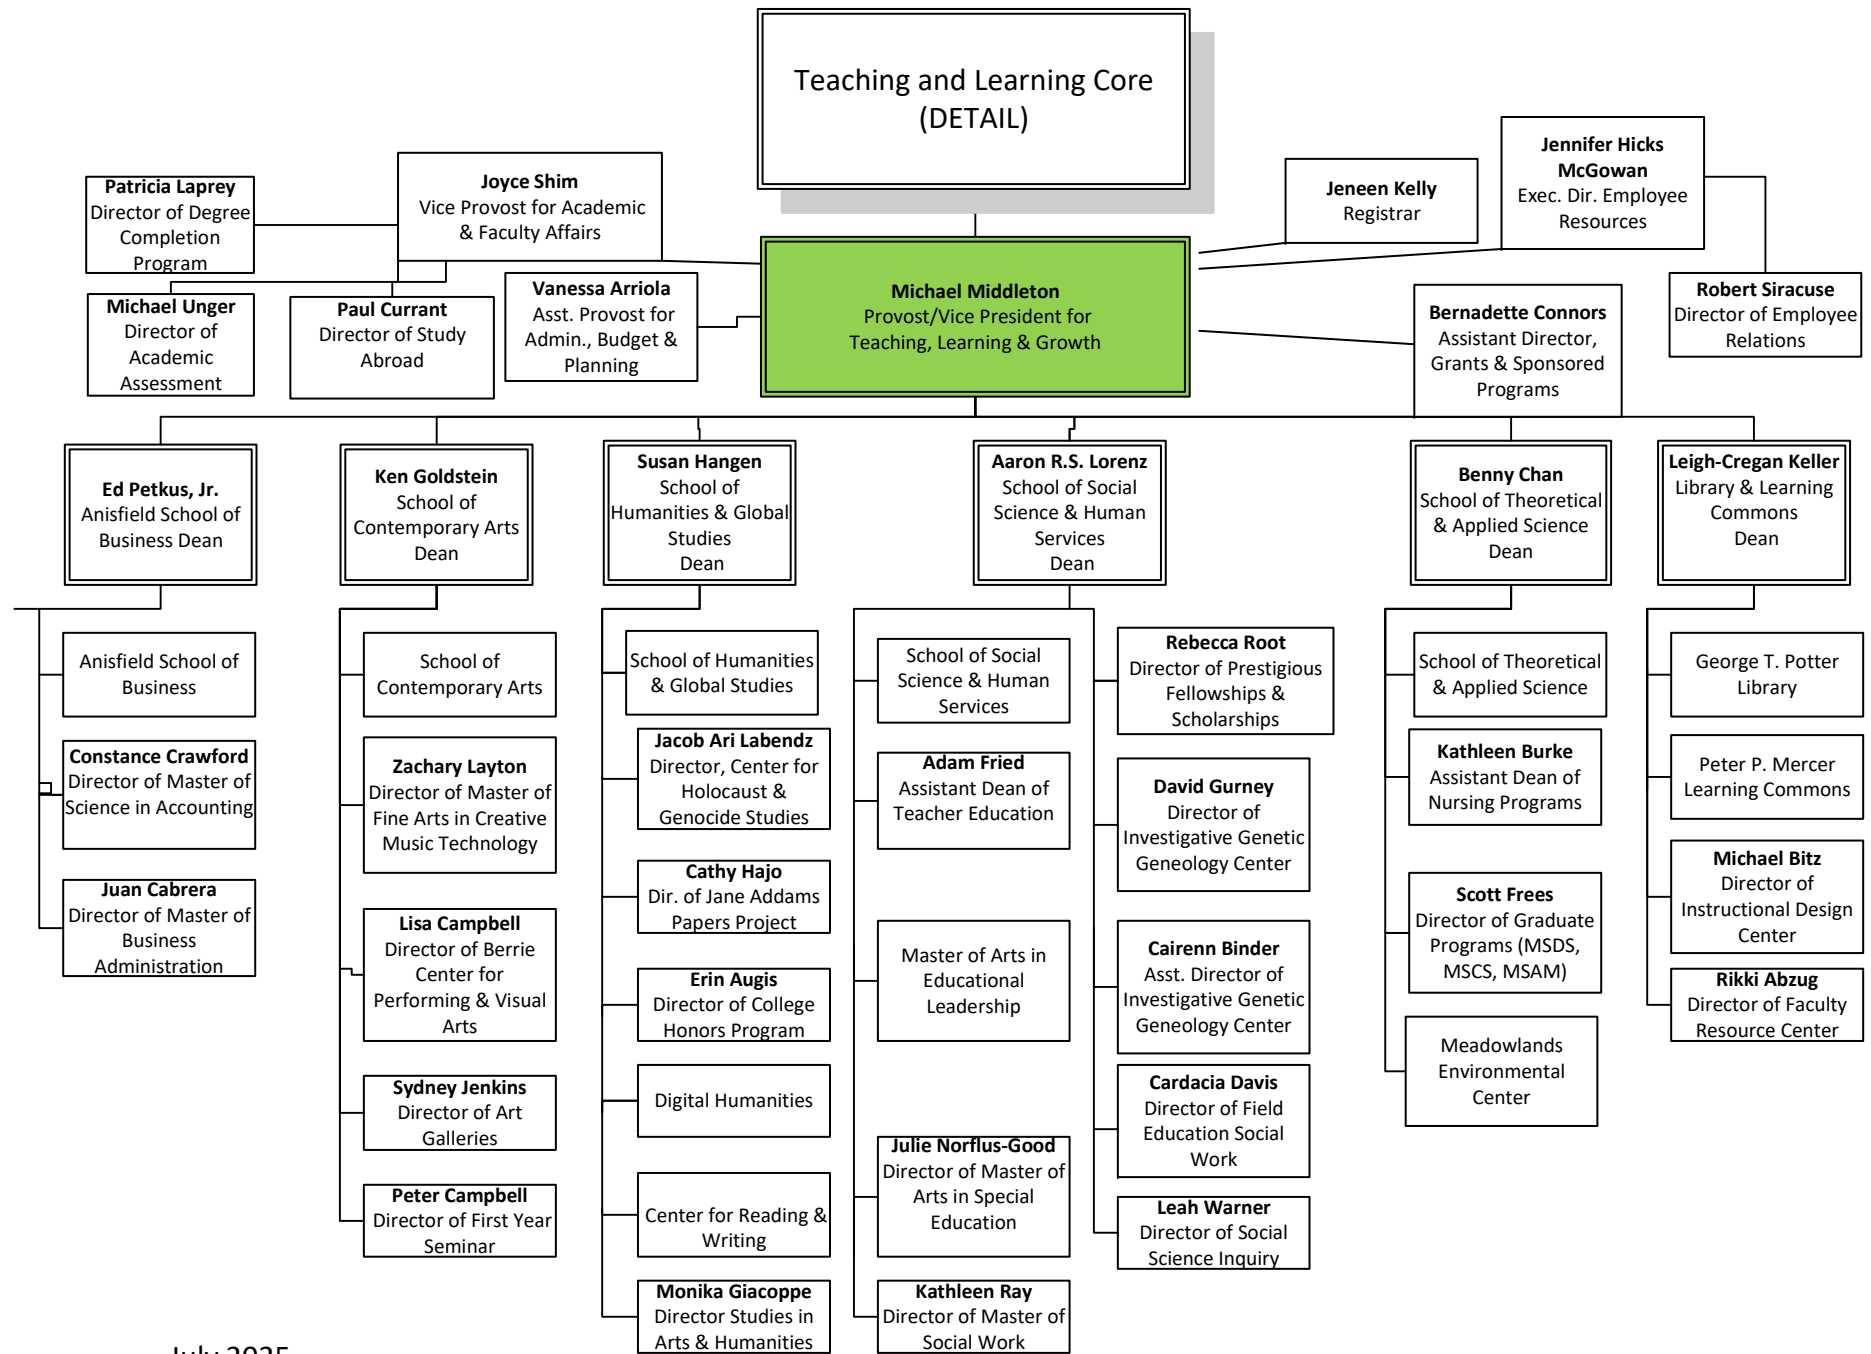 Teaching and Learning Core
(DETAIL)
Patricia Laprey
Director of Degree
Completion
Program
Joyce Shim
Vice Provost for Academic
& Faculty Affairs
Jeneen Kelly
Registrar
Jennifer Hicks
McGowan
Exec. Dir. Employee
Resources
Michael Unger
Director of
Academic
Assessment
Paul Currant
Director of Study
Abroad
Vanessa Arriola
Asst. Provost for
Admin., Budget &
Planning
Michael Middleton
Provost/Vice President for
Teaching, Learning & Growth
Bernadette Connors
Assistant Director,
Grants & Sponsored
Programs
Robert Siracuse
Director of Employee
Relations
Ed Petkus, Jr.
Anisfield School of
Business Dean
Ken Goldstein
School of
Contemporary Arts
Dean
Susan Hangen
School of
Humanities & Global
Studies
Dean
Aaron R.S. Lorenz
School of Social
Science & Human
Services
Dean
Benny Chan
School of Theoretical
& Applied Science
Dean
Leigh-Cregan Keller
Library & Learning
Commons
Dean
Anisfield School of
Business
Constance Crawford
Director of Master of
Science in Accounting
Juan Cabrera
Director of Master of
Business
Administration
School of
Contemporary Arts
Zachary Layton
Director of Master of
Fine Arts in Creative
Music Technology
Lisa Campbell
Director of Berrie
Center for
Performing & Visual
Arts
Sydney Jenkins
Director of Art
Galleries
Peter Campbell
Director of First Year
Seminar
School of Humanities
& Global Studies
Jacob Ari Labendz
Director, Center for
Holocaust &
Genocide Studies
Cathy Hajo
Dir. of Jane Addams
Papers Project
Erin Augis
Director of College
Honors Program
Digital Humanities
Center for Reading &
Writing
Monika Giacoppe
Director Studies in
Arts & Humanities
School of Social
Science & Human
Services
Adam Fried
Assistant Dean of
Teacher Education
Master of Arts in
Educational
Leadership
Julie Norflus-Good
Director of Master of
Arts in Special
Education
Kathleen Ray
Director of Master of
Social Work
Rebecca Root
Director of Prestigious
Fellowships &
Scholarships
David Gurney
Director of
Investigative Genetic
Geneology Center
Cairenn Binder
Asst. Director of
Investigative Genetic
Geneology Center
Cardacia Davis
Director of Field
Education Social
Work
Leah Warner
Director of Social
Science Inquiry
School of Theoretical
& Applied Science
Kathleen Burke
Assistant Dean of
Nursing Programs
Scott Frees
Director of Graduate
Programs (MSDS,
MSCS, MSAM)
Meadowlands
Environmental
Center
George T. Potter
Library
Peter P. Mercer
Learning Commons
Michael Bitz
Director of
Instructional Design
Center
Rikki Abzug
Director of Faculty
Resource Center
July 2025